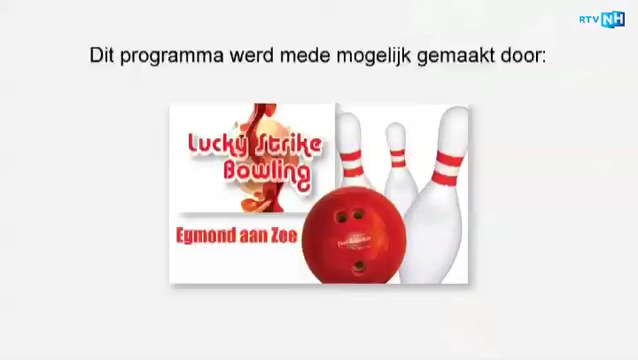 RTV NH
Dit programma werd mede mogelijk gemaakt door:
Lucky Strike
Bowling
Egmond aan Zee